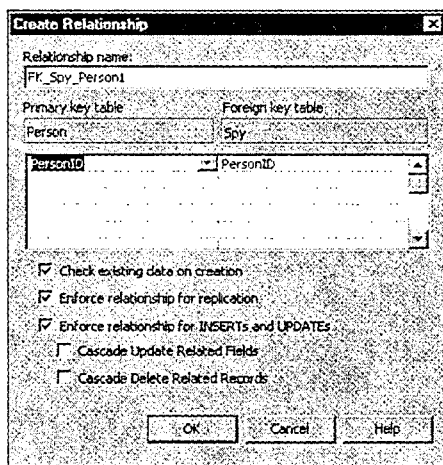 Create Relationship
Relationship name:
FK_Spy_Person1
Primary key table Foreign key table
Person Spy
PersonID PersonID
Check existing data on creation
Enforce relationship for replication
Enforce relationship for INSERTs and UPDATEs
Cascade Update Related Fields
Cascade Delete Related Records
OK Cancel Help